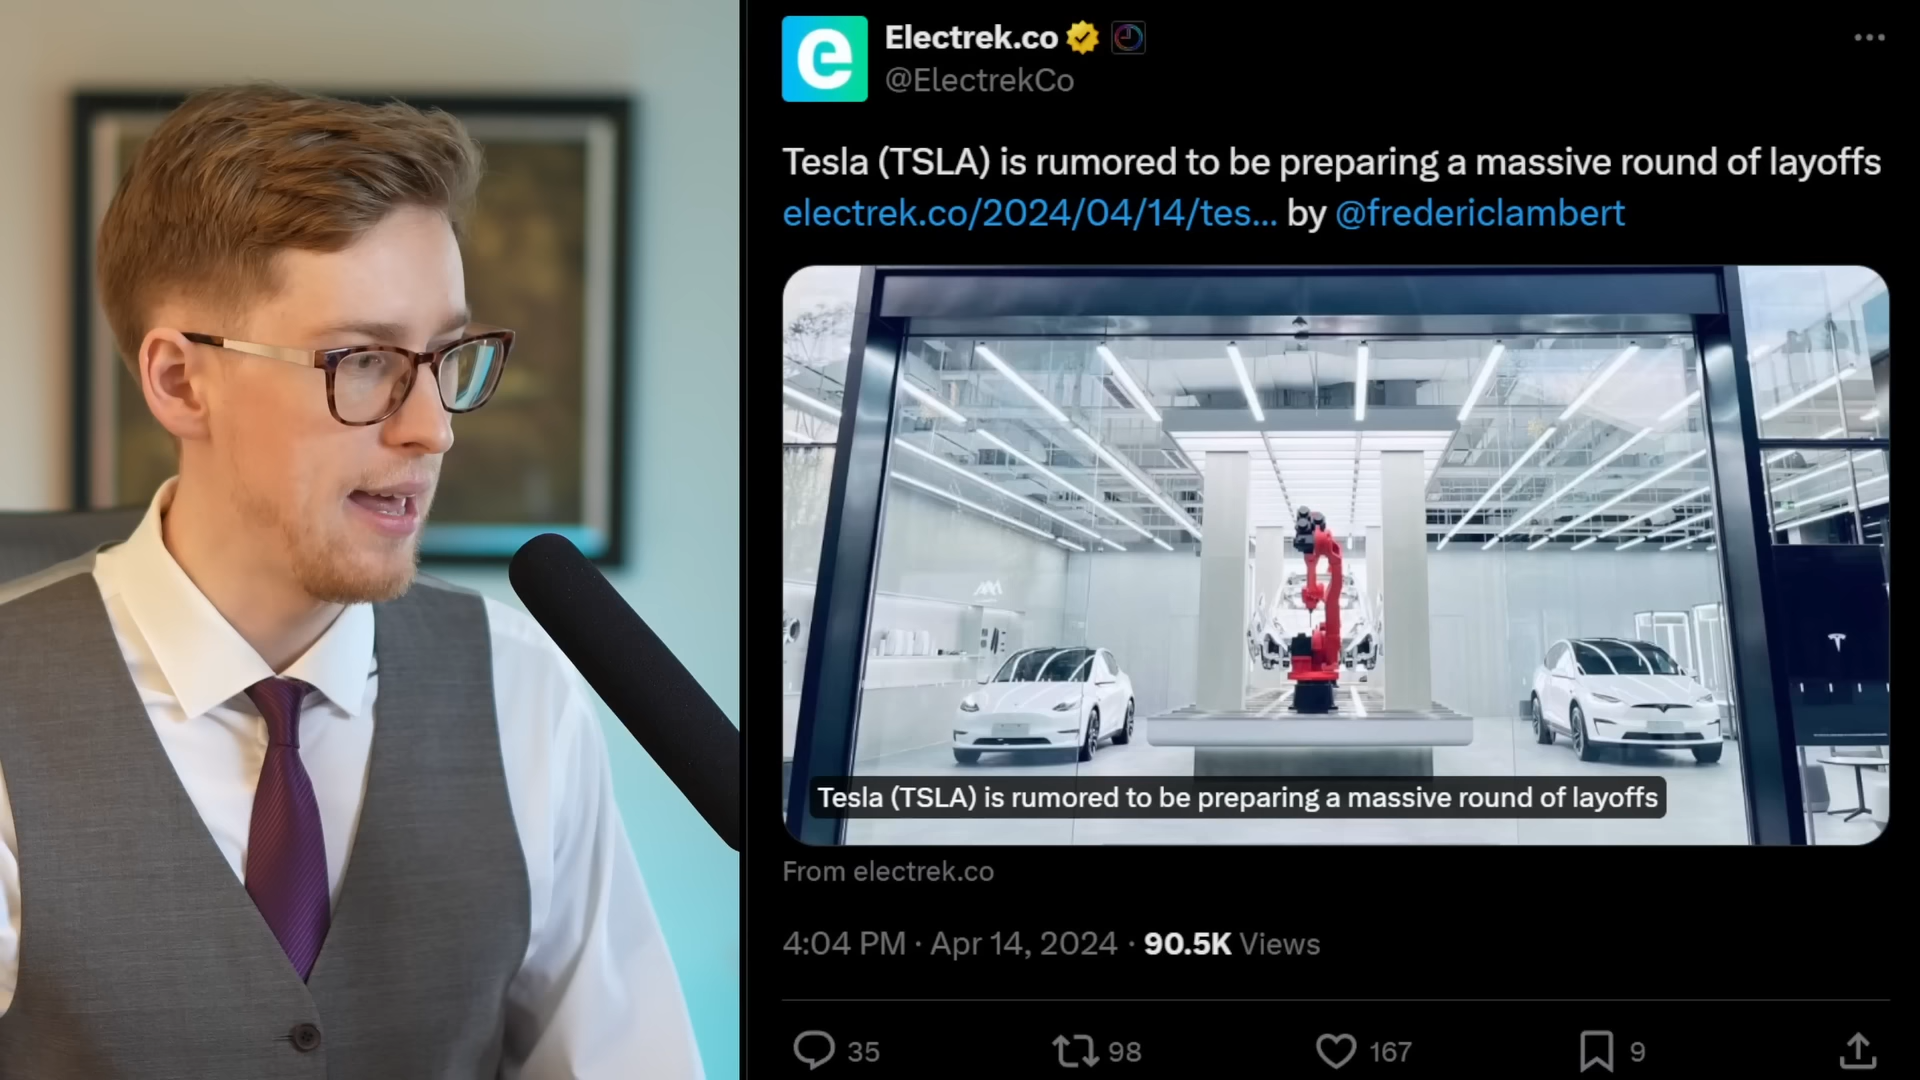 Electrek.co
@ElectrekCo
Tesla (TSLA) is rumored to be preparing a massive round of layoffs
electrek.co/2024/04/14/tes... by @fredericlambert
Tesla (TSLA) is rumored to be preparing a massive round of layoffs
From electrek.co
4:04 PM · Apr 14, 2024 · 90.5K Views
35 98 167 9